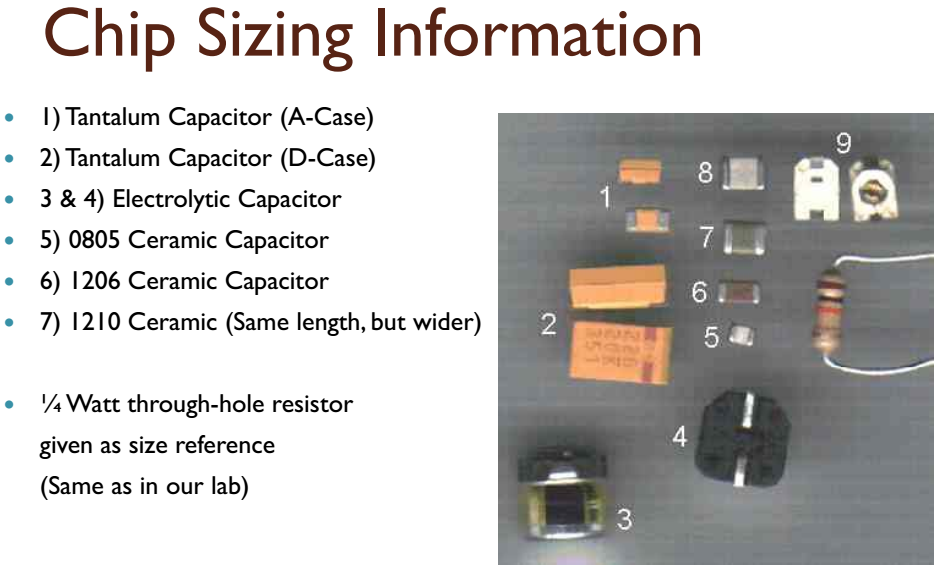 Chip Sizing Information
• 1) Tantalum Capacitor (A-Case)
• 2) Tantalum Capacitor (D-Case)
• 3 & 4) Electrolytic Capacitor
• 5) 0805 Ceramic Capacitor
• 6) 1206 Ceramic Capacitor
• 7) 1210 Ceramic (Same length, but wider)
• ¼ Watt through-hole resistor
given as size reference
(Same as in our lab)
9
8
1
7
6
2
5
4
3